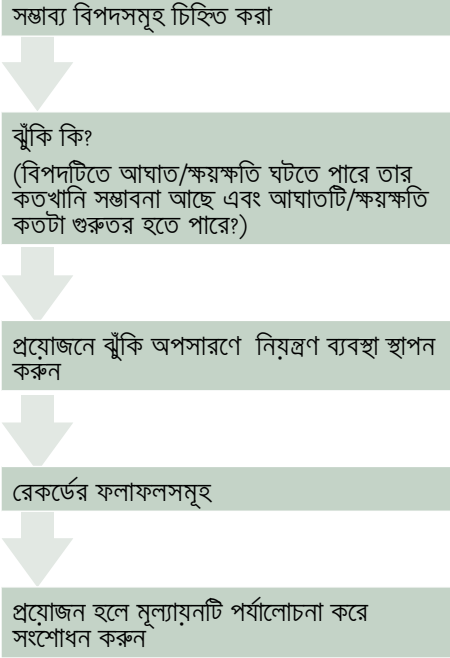 সম্ভাব্য বিপদসমূহ চিহ্নিত করা
ঝুঁকি কি?
(বিপদটিতে আঘাত/ক্ষয়ক্ষতি ঘটতে পারে তার
কতখানি সম্ভাবনা আছে এবং আঘাতটি/ক্ষয়ক্ষতি
কতটা গুরুতর হতে পারে?)
প্রয়োজনে ঝুঁকি অপসারণে নিয়ন্ত্রণ ব্যবস্থা স্থাপন
করুন
রেকর্ডের ফলাফলসমূহ
প্রয়োজন হলে মূল্যায়নটি পর্যালোচনা করে
সংশোধন করুন